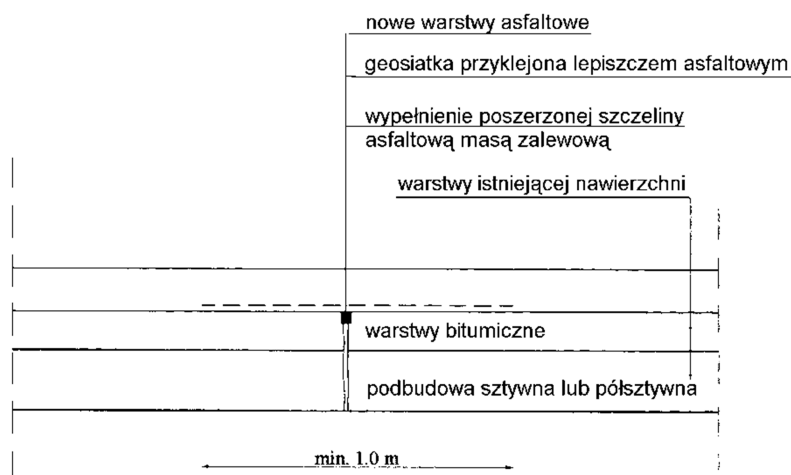 nowe warstwy asfaltowe
geosiatka przyklejona lepiszczem asfaltowym
wypełnienie poszerzonej szczeliny
asfaltową masą zalewową
warstwy istniejącej nawierzchni
warstwy bitumiczne
podbudowa sztywna lub półsztywna
min. 1.0 m